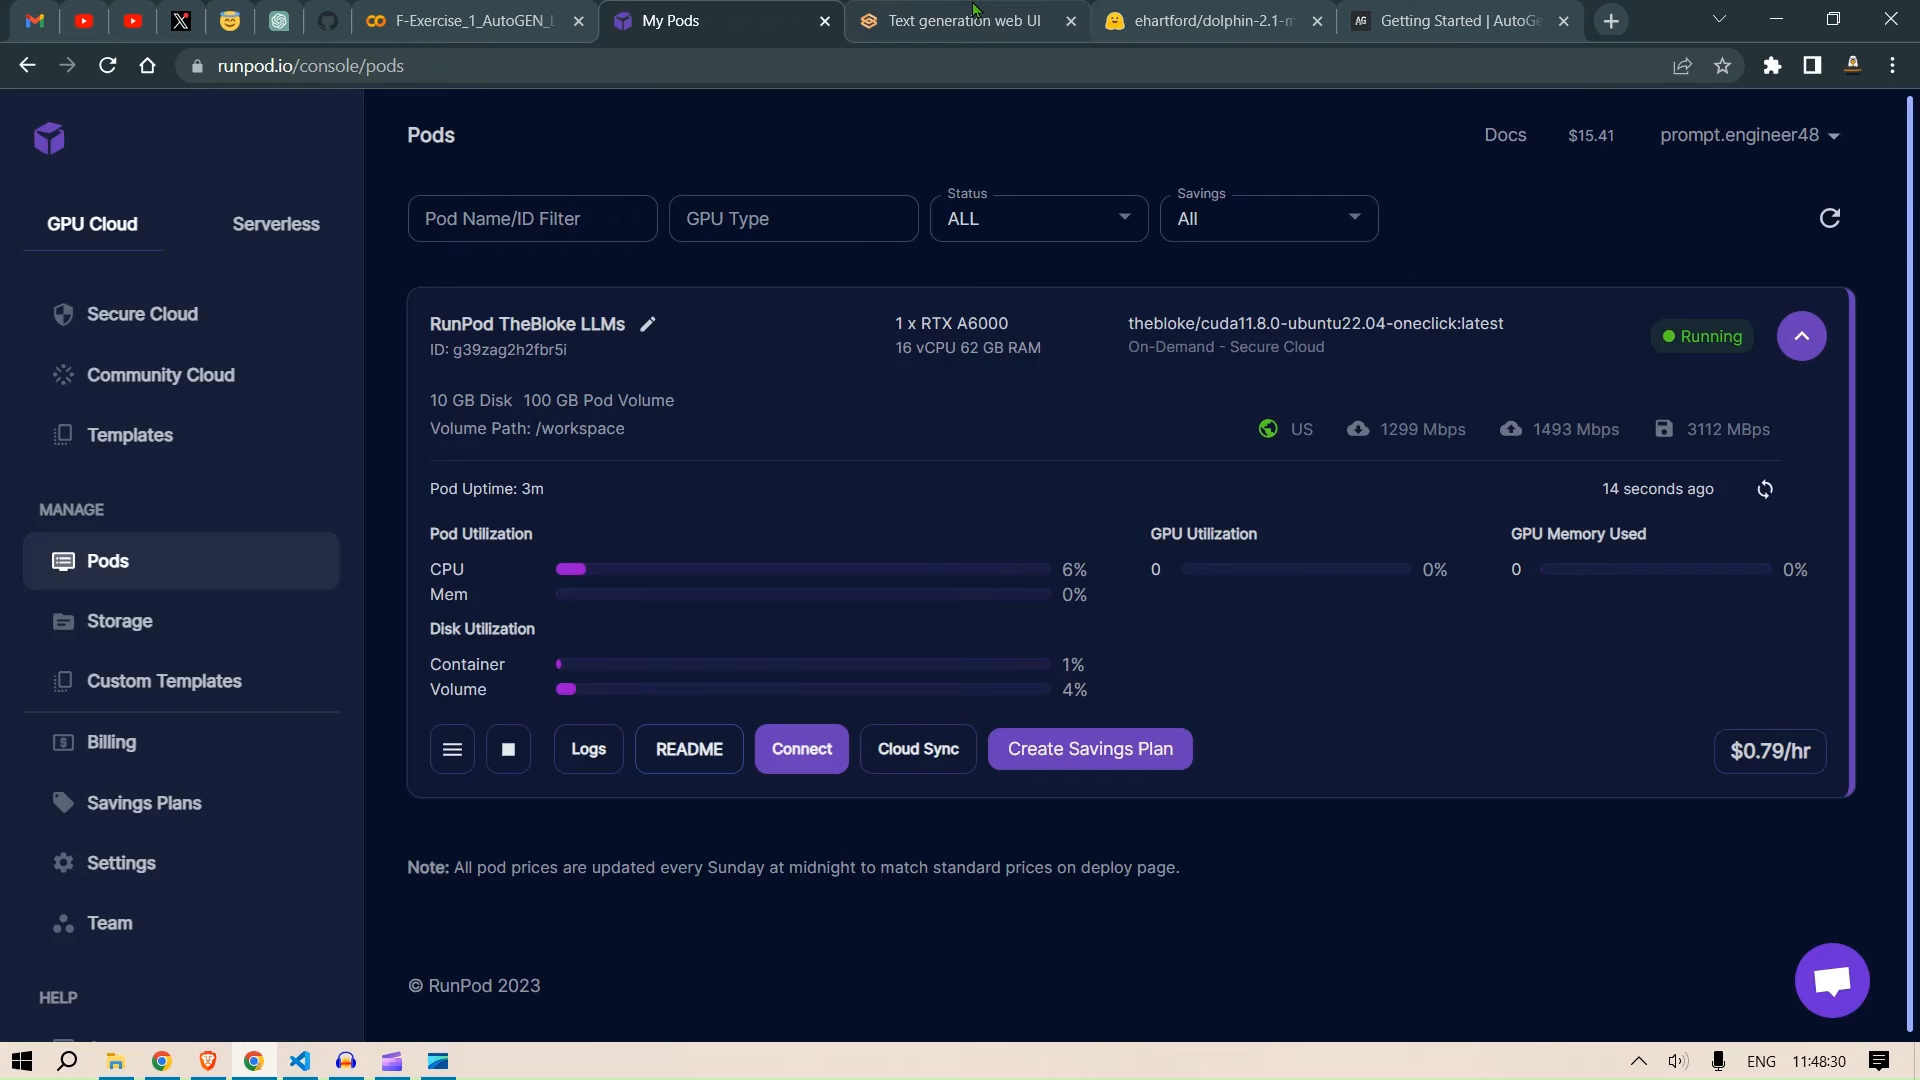 F-Exercise_1_AutoGEN_L
My Pods
Text generation web UI
ehartford/dolphin-2.1-m
AG
Getting Started | AutoGe
runpod.io/console/pods
Pods
Docs
$15.41
prompt.engineer48
GPU Cloud
Serverless
Pod Name/ID Filter
GPU Type
Status
ALL
Savings
All
Secure Cloud
Community Cloud
Templates
MANAGE
Pods
Storage
Custom Templates
Billing
Savings Plans
Settings
Team
HELP
RunPod TheBloke LLMs
ID: g39zag2h2fbr5i
1 x RTX A6000
16 vCPU 62 GB RAM
thebloke/cuda11.8.0-ubuntu22.04-oneclick:latest
On-Demand - Secure Cloud
Running
10 GB Disk 100 GB Pod Volume
Volume Path: /workspace
US
1299 Mbps
1493 Mbps
3112 MBps
Pod Uptime: 3m
14 seconds ago
Pod Utilization
CPU
6%
Mem
0%
GPU Utilization
0
0%
GPU Memory Used
0
0%
Disk Utilization
Container
1%
Volume
4%
Logs
README
Connect
Cloud Sync
Create Savings Plan
$0.79/hr
Note: All pod prices are updated every Sunday at midnight to match standard prices on deploy page.
© RunPod 2023
ENG
11:48:30